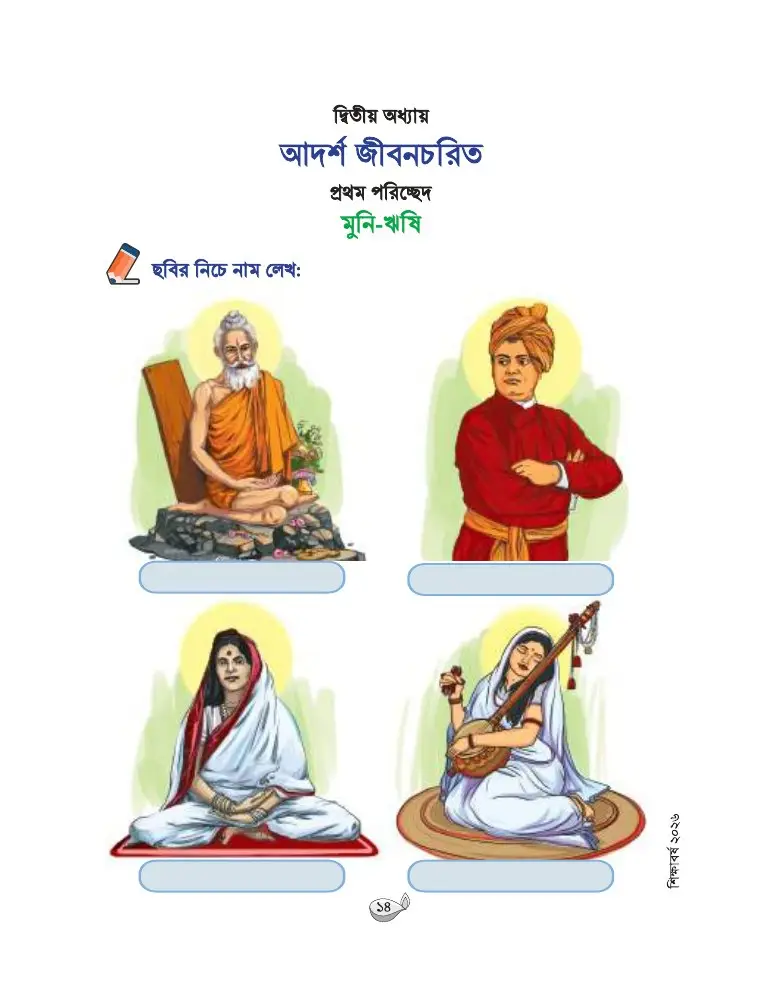 দ্বিতীয় অধ্যায়
আদর্শ জীবনচরিত
প্রথম পরিচ্ছেদ
মুনি-ঋষি
ছবির নিচে নাম লেখ:
শিক্ষাবর্ষ ২০২৬
১৪